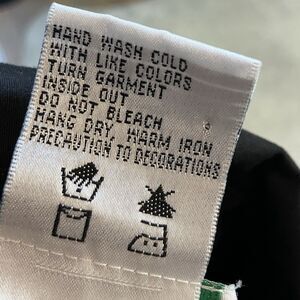 HAND WASH COLD
WITH LIKE COLORS
TURN GARMENT
INSIDE OUT
DO NOT BLEACH
HANG DRY, WARM IRON
PRECAUTION TO DECORATIONS